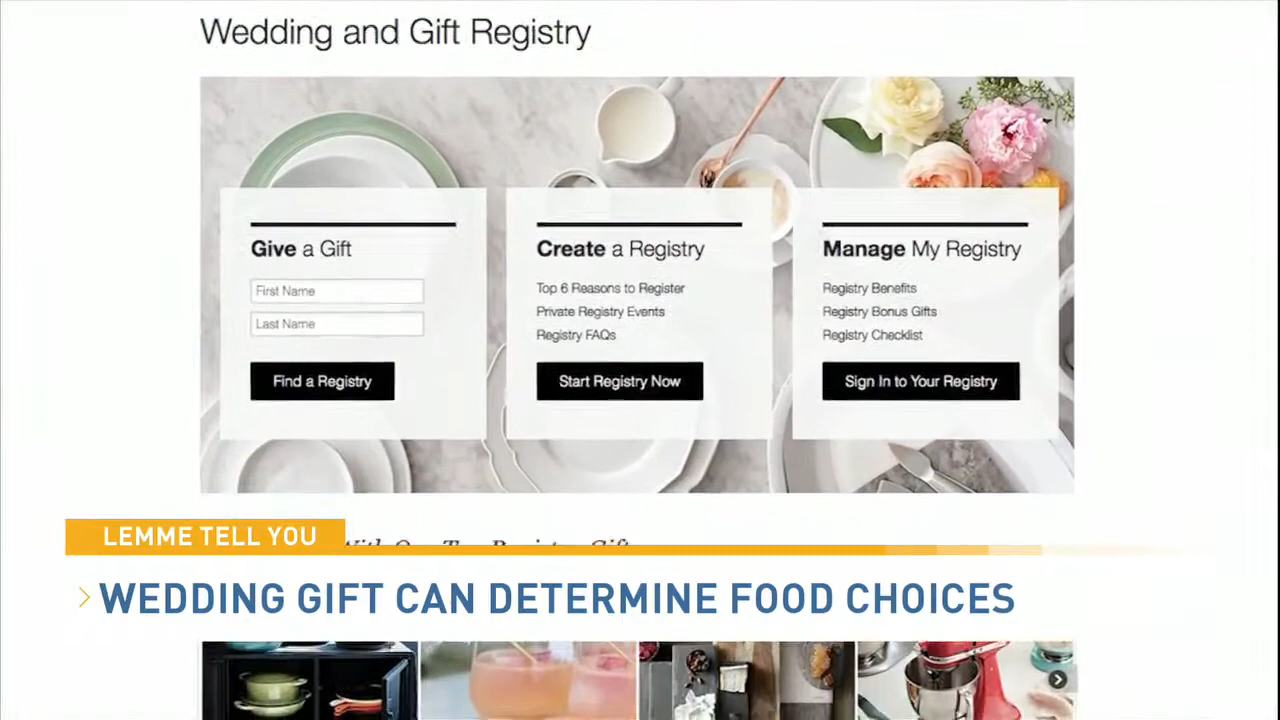 Wedding and Gift Registry
Give a Gift
First Name
Last Name
Find a Registry
Create a Registry
Top 6 Reasons to Register
Private Registry Events
Registry FAQs
Start Registry Now
Manage My Registry
Registry Benefits
Registry Bonus Gifts
Registry Checklist
Sign In to Your Registry
LEMME TELL YOU
WEDDING GIFT CAN DETERMINE FOOD CHOICES